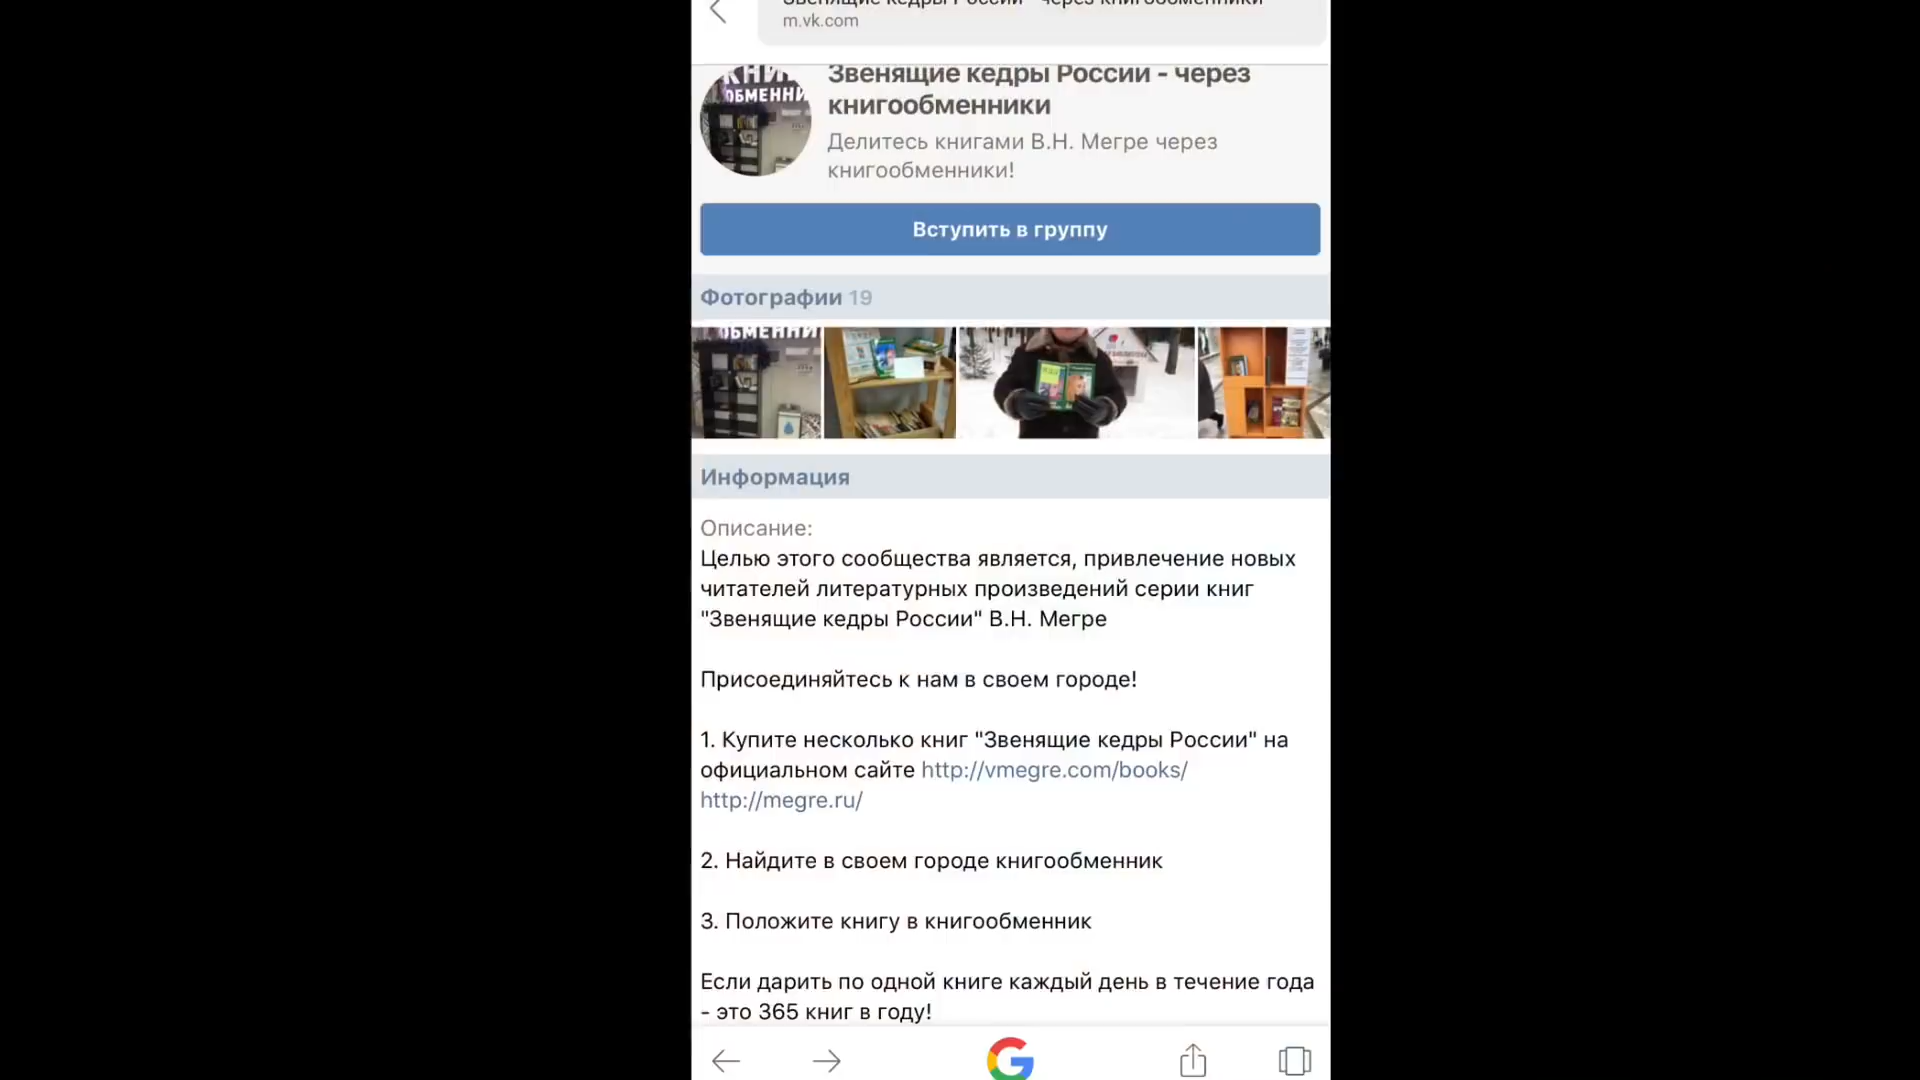 m.vk.com
Звенящие кедры России - через
книгообменники
Делитесь книгами В.Н. Мегре через
книгообменники!
Вступить в группу
Фотографии 19
Информация
Описание:
Целью этого сообщества является, привлечение новых
читателей литературных произведений серии книг
"Звенящие кедры России" В.Н. Мегре
Присоединяйтесь к нам в своем городе!
1. Купите несколько книг "Звенящие кедры России" на
официальном сайте http://vmegre.com/books/
http://megre.ru/
2. Найдите в своем городе книгообменник
3. Положите книгу в книгообменник
Если дарить по одной книге каждый день в течение года
- это 365 книг в году!